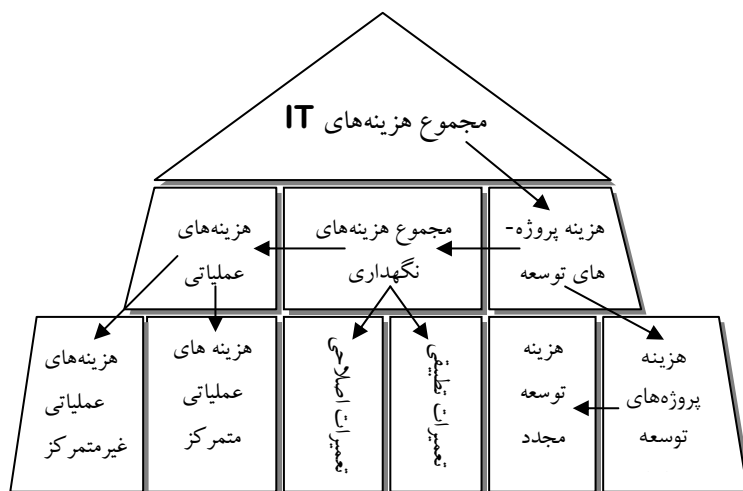 مجموع هزینه‌های IT
هزینه پروژه-
های توسعه
مجموع هزینه‌های
نگهداری
هزینه‌های
عملیاتی
هزینه
پروژه‌های
توسعه
هزینه
توسعه
مجدد
تعمیرات تطبیقی
تعمیرات اصلاحی
هزینه های
عملیاتی
متمرکز
هزینه‌های
عملیاتی
غیرمتمرکز